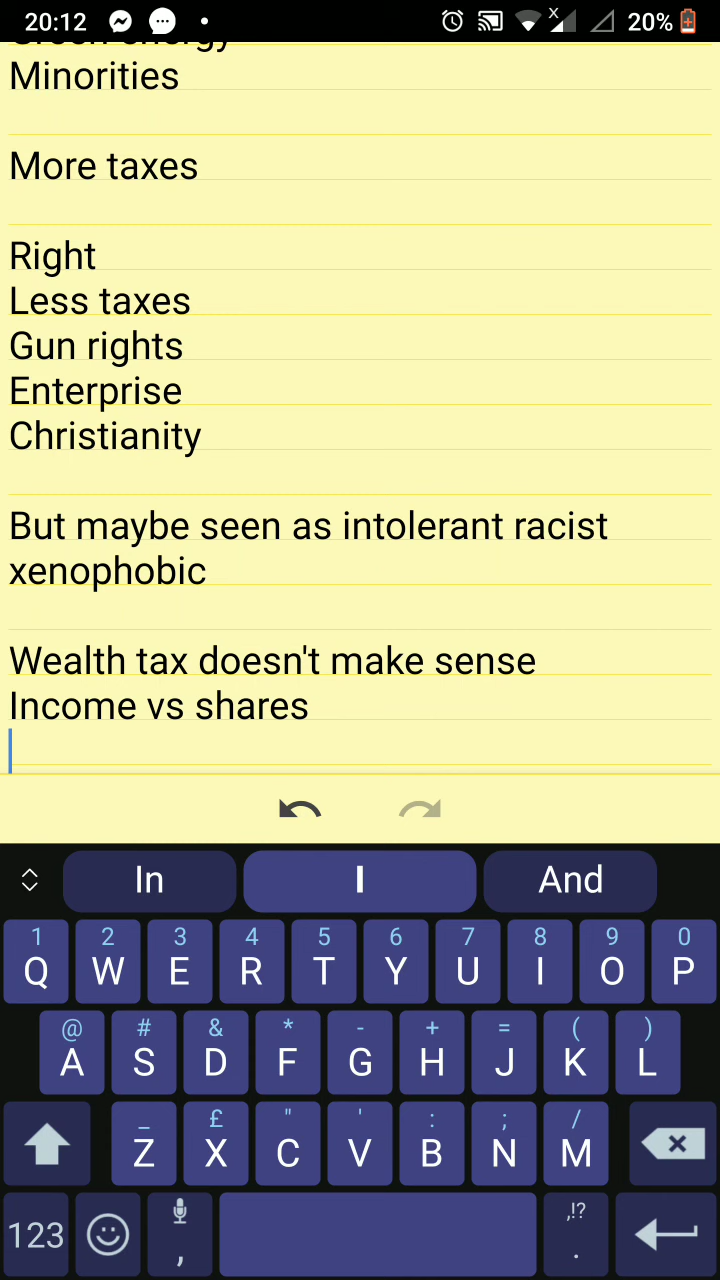 20:12
20%
Green energy
Minorities
More taxes
Right
Less taxes
Gun rights
Enterprise
Christianity
But maybe seen as intolerant racist
xenophobic
Wealth tax doesn't make sense
Income vs shares
In I And
1 2 3 4 5 6 7 8 9 0
Q W E R T Y U I O P
@ # & * - + = ( )
A S D F G H J K L
_ £ " ' : ; /
Z X C V B N M
123 , ,!? .